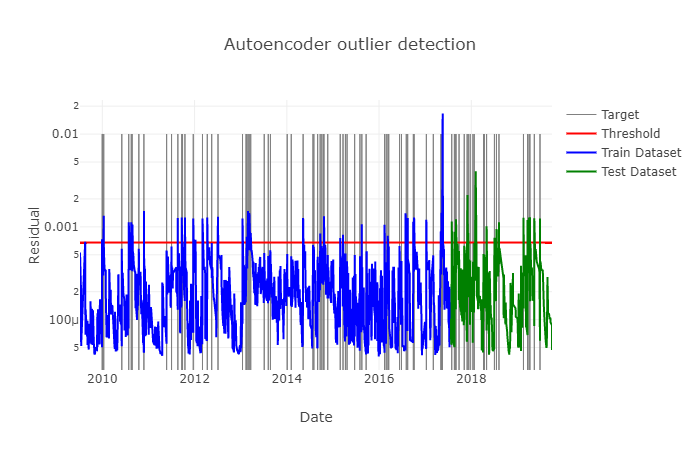 Autoencoder outlier detection
Target
Threshold
Train Dataset
Test Dataset
Residual
2
0.01
5
2
0.001
5
2
100μ
5
2010
2012
2014
2016
2018
Date